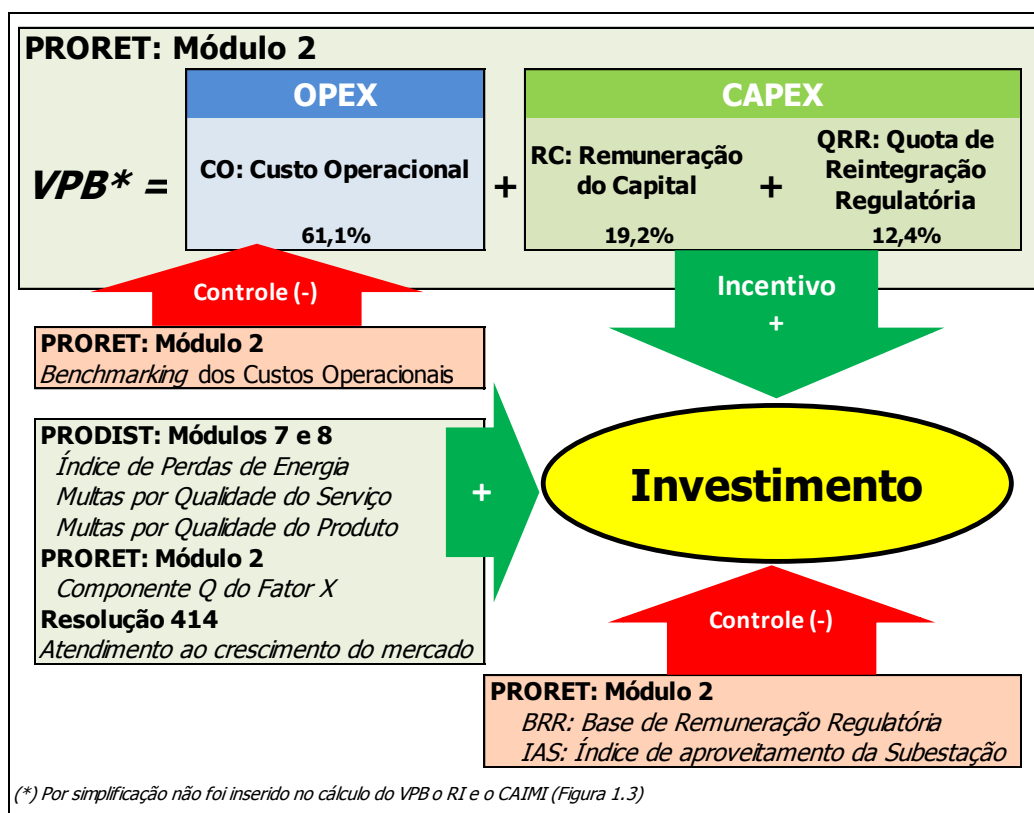 PRORET: Módulo 2
OPEX
CAPEX
VPB* =
CO: Custo Operacional
61,1%
+
RC: Remuneração
do Capital
19,2%
+
QRR: Quota de
Reintegração
Regulatória
12,4%
Controle (-)
Incentivo
+
PRORET: Módulo 2
Benchmarking dos Custos Operacionais
PRODIST: Módulos 7 e 8
Índice de Perdas de Energia
Multas por Qualidade do Serviço
Multas por Qualidade do Produto
PRORET: Módulo 2
Componente Q do Fator X
Resolução 414
Atendimento ao crescimento do mercado
+
Investimento
Controle (-)
PRORET: Módulo 2
BRR: Base de Remuneração Regulatória
IAS: Índice de aproveitamento da Subestação
(*) Por simplificação não foi inserido no cálculo do VPB o RI e o CAIMI (Figura 1.3)